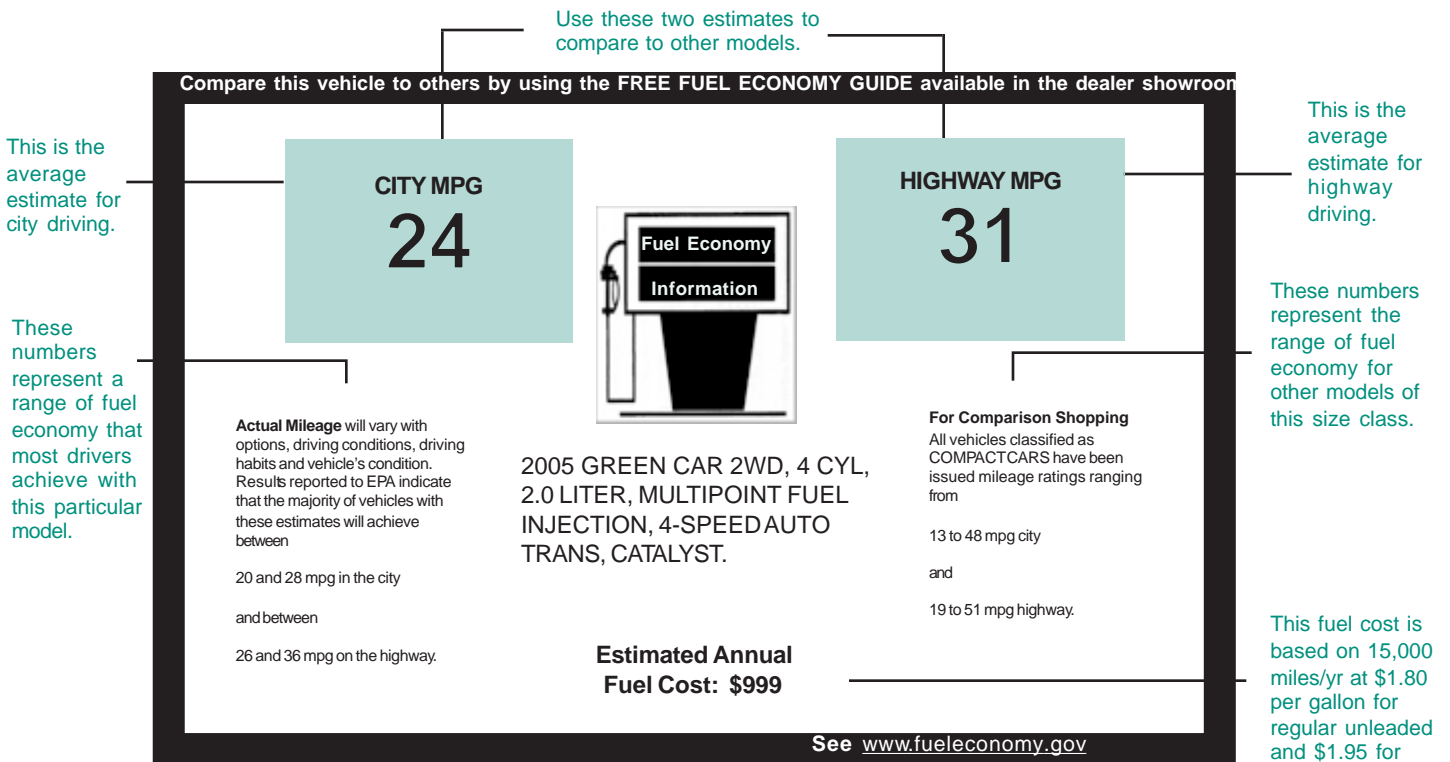 Use these two estimates to
compare to other models.
Compare this vehicle to others by using the FREE FUEL ECONOMY GUIDE available in the dealer showroom
This is the
average
estimate for
city driving.
CITY MPG
24
Fuel Economy
Information
HIGHWAY MPG
31
This is the
average
estimate for
highway
driving.
These
numbers
represent a
range of fuel
economy that
most drivers
achieve with
this particular
model.
Actual Mileage will vary with
options, driving conditions, driving
habits and vehicle's condition.
Results reported to EPA indicate
that the majority of vehicles with
these estimates will achieve
between
20 and 28 mpg in the city
and between
26 and 36 mpg on the highway.
2005 GREEN CAR 2WD, 4 CYL,
2.0 LITER, MULTIPOINT FUEL
INJECTION, 4-SPEED AUTO
TRANS, CATALYST.
Estimated Annual
Fuel Cost: $999
For Comparison Shopping
All vehicles classified as
COMPACT CARS have been
issued mileage ratings ranging
from
13 to 48 mpg city
and
19 to 51 mpg highway.
These numbers
represent the
range of fuel
economy for
other models of
this size class.
This fuel cost is
based on 15,000
miles/yr at $1.80
per gallon for
regular unleaded
and $1.95 for
See www.fueleconomy.gov